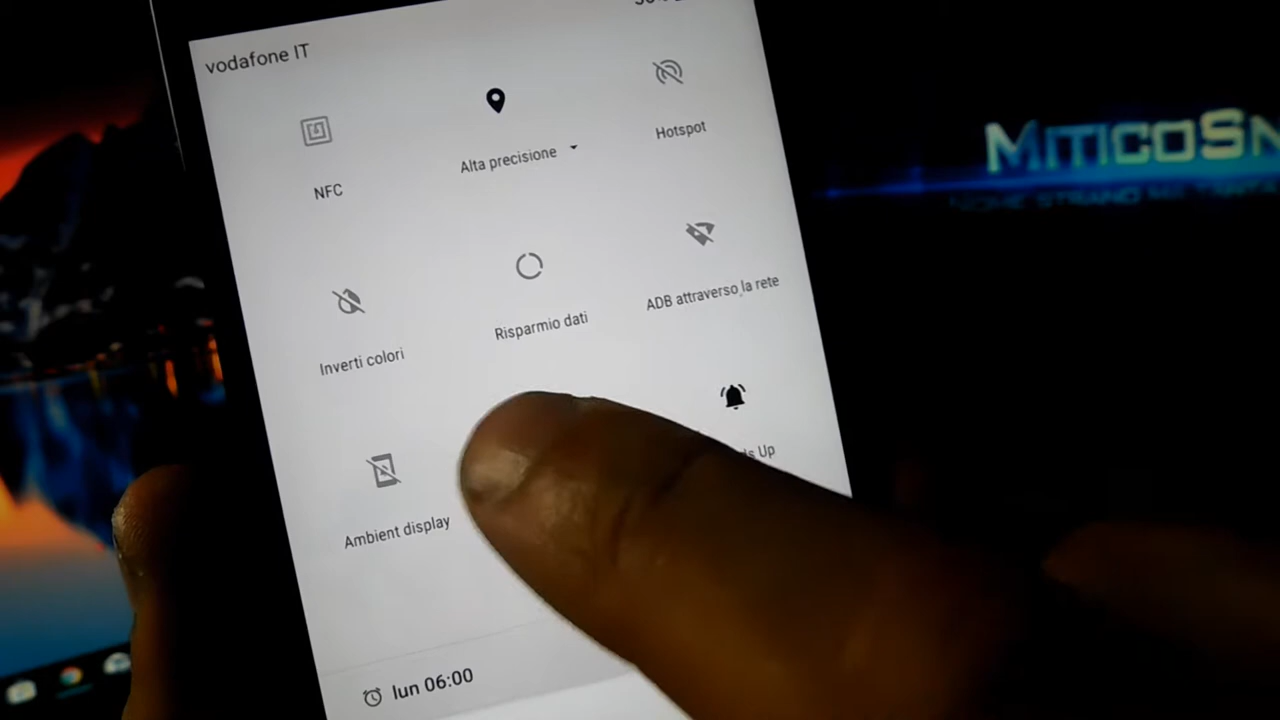 vodafone IT
NFC
Alta precisione
Hotspot
Inverti colori
Risparmio dati
ADB attraverso la rete
Ambient display
Up
lun 06:00